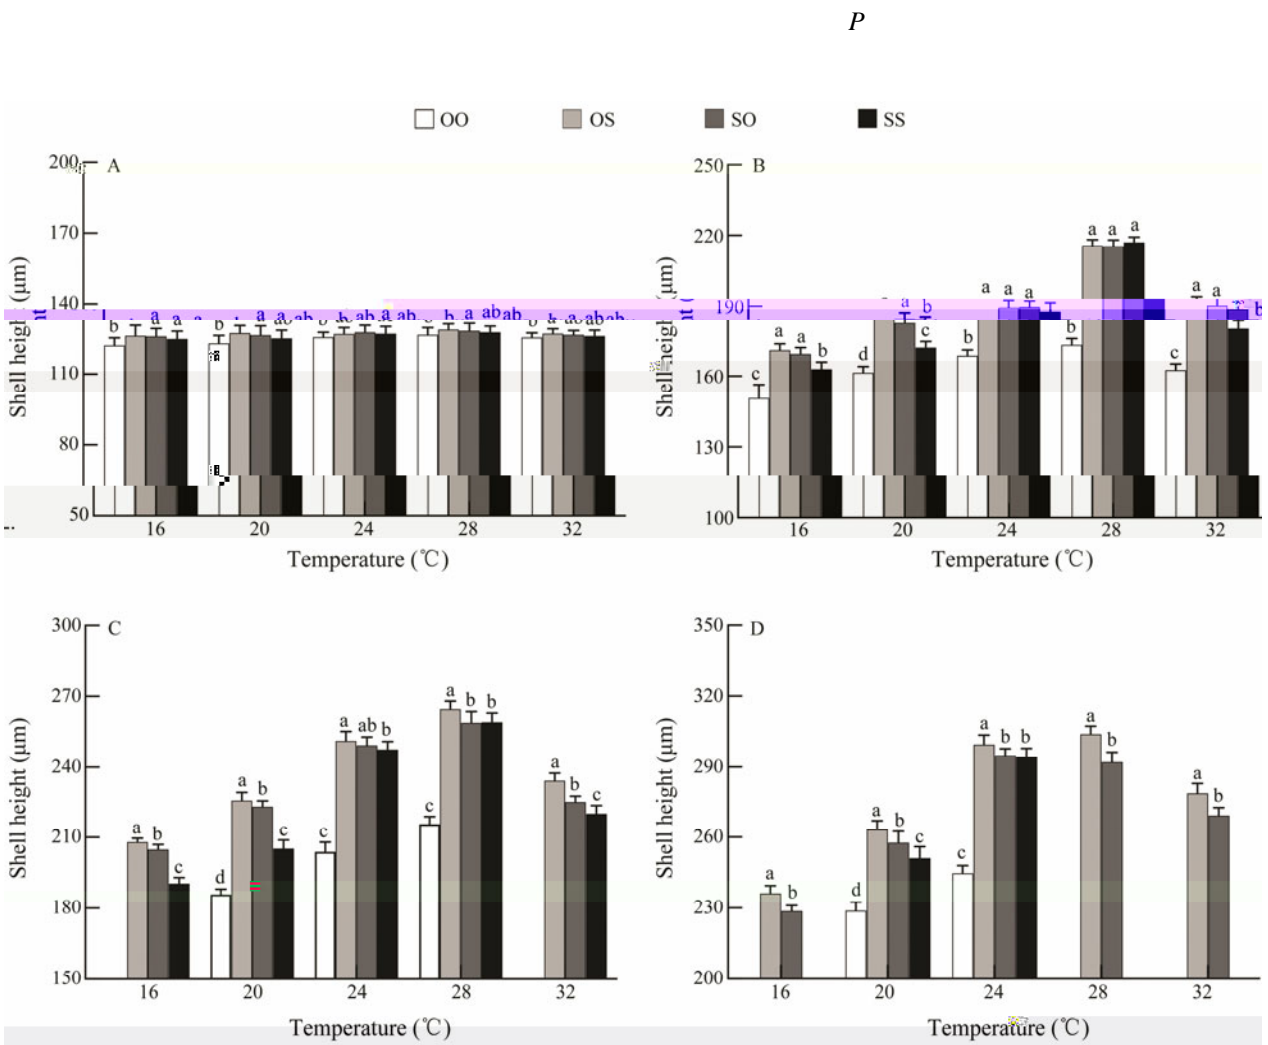 P
OO OS SO SS
A
200
170
140
110
80
50
Shell height (μm)
b a a a b a a b b b a b b a
16 20 24 28 32
Temperature (℃)
B
250
220
190
160
130
100
Shell height (μm)
c a a b d a b c b a a a b a a a c a a b
16 20 24 28 32
Temperature (℃)
C
300
270
240
210
180
150
Shell height (μm)
a b c d a b c c a ab b c a b b a b c
16 20 24 28 32
Temperature (℃)
D
350
320
290
260
230
200
Shell height (μm)
a b d a b c c a b b a b a b
16 20 24 28 32
Temperature (℃)